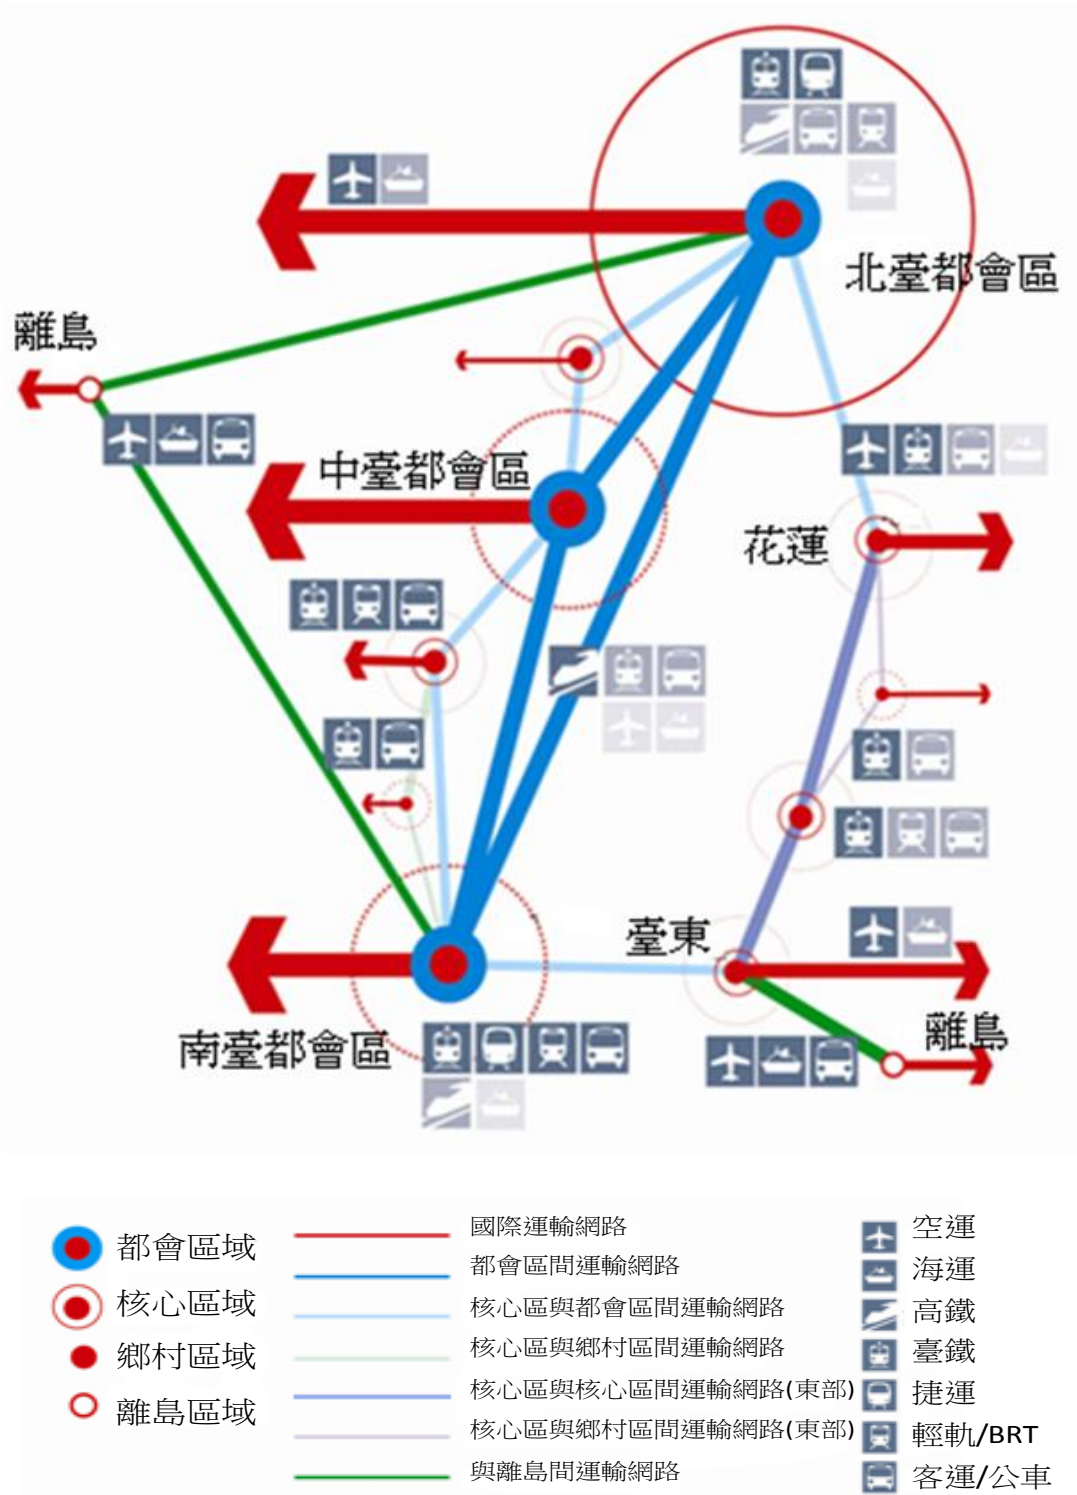 北臺都會區
離島
中臺都會區
花蓮
臺東
離島
南臺都會區
都會區域
核心區域
鄉村區域
離島區域
國際運輸網路
都會區間運輸網路
核心區與都會區間運輸網路
核心區與鄉村區間運輸網路
核心區與核心區間運輸網路(東部)
核心區與鄉村區間運輸網路(東部)
與離島間運輸網路
空運
海運
高鐵
臺鐵
捷運
輕軌/BRT
客運/公車